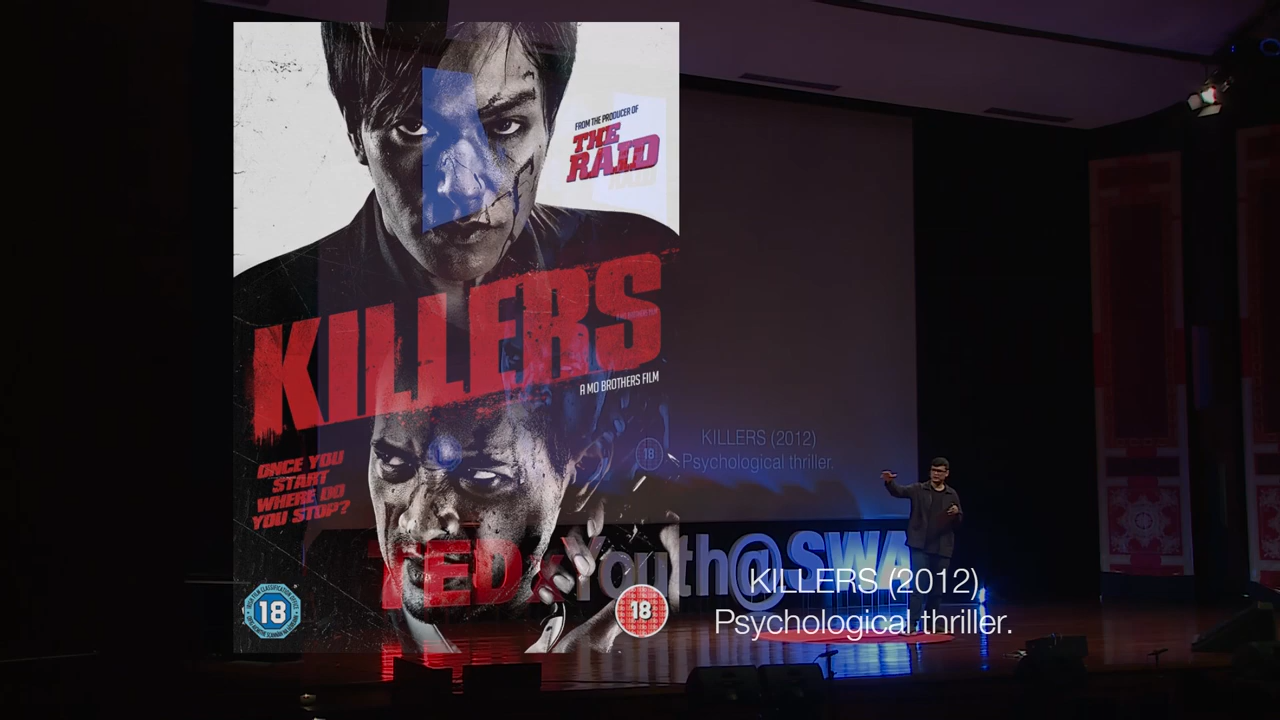 FROM THE PRODUCER OF
THE
RAID
KILLERS
A MO BROTHERS FILM
ONCE YOU
START
WHERE DO
YOU STOP?
18
18
KILLERS (2012)
Psychological thriller.
18
TEDxYouth@SWA
KILLERS (2012)
Psychological thriller.